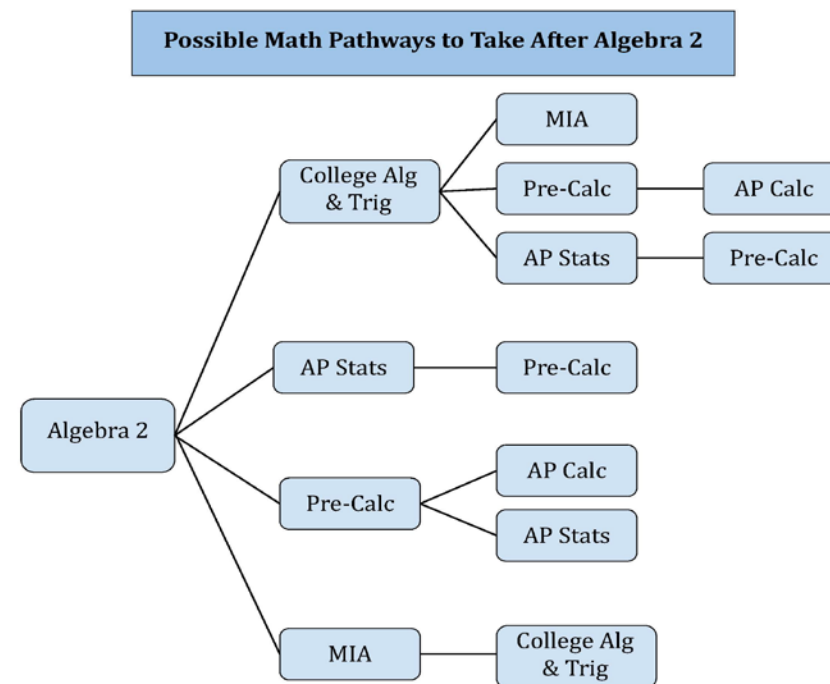 Possible Math Pathways to Take After Algebra 2
MIA
College Alg
& Trig
Pre-Calc
AP Calc
AP Stats
Pre-Calc
AP Stats
Pre-Calc
Algebra 2
AP Calc
Pre-Calc
AP Stats
MIA
College Alg
& Trig